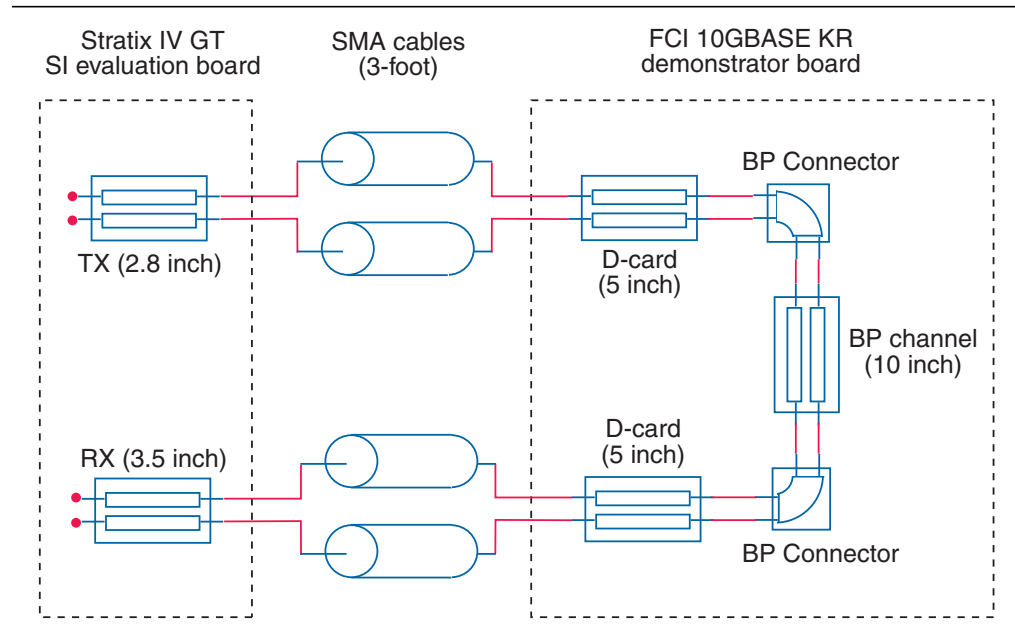 Stratix IV GT
SI evaluation board
SMA cables
(3-foot)
FCI 10GBASE KR
demonstrator board
BP Connector
TX (2.8 inch)
D-card
(5 inch)
BP channel
(10 inch)
RX (3.5 inch)
D-card
(5 inch)
BP Connector